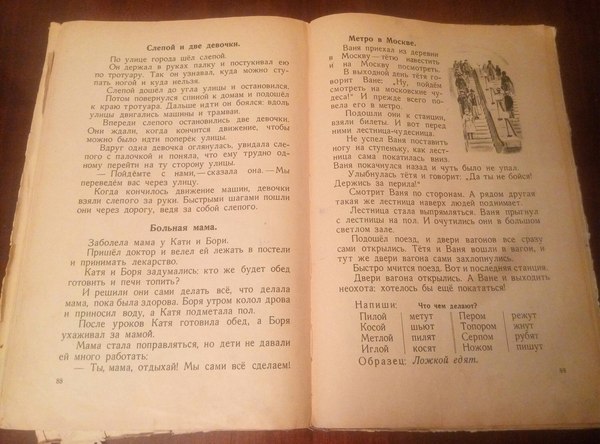 Слепой и две девочки.
По улице города шёл слепой.
Он держал в руках палку и постукивал ею
по тротуару. Так он узнавал, куда можно сту-
пать ногой и куда нельзя.
Слепой дошёл до угла улицы и остановился.
Потом повернулся спиной к домам и подошёл
к краю тротуара. Дальше идти он боялся: вдоль
улицы двигались машины и трамваи.
Впереди слепого остановились две девочки.
Они ждали, когда кончится движение, чтобы
можно было идти поперёк улицы.
Вдруг одна девочка оглянулась, увидала слепо-
го с палочкой и поняла, что ему трудно од-
ному перейти на ту сторону улицы.
— Пойдёмте с нами, — сказала она. — Мы
переведём вас через улицу.
Когда кончилось движение машин, девочки
взяли слепого за руки. Быстрыми шагами пошли
они через дорогу, ведя за собой слепого.
Больная мама.
Заболела мама у Кати и Бори.
Пришёл доктор и велел ей лежать в постели
и принимать лекарство.
Катя и Боря задумались: кто же будет обед
готовить и печи топить?
И решили они сами делать всё, что делала
мама, пока была здорова. Боря утром колол дрова
и приносил воду, а Катя подметала пол.
После уроков Катя готовила обед, а Боря
ухаживал за мамой.
Мама стала поправляться, но дети не давали
ей много работать:
— Ты, мама, отдыхай! Мы сами всё сделаем!
88
Метро в Москве.
Ваня приехал из деревни
в Москву — тётю навестить
и на Москву посмотреть.
В выходной день тётя го-
ворит Ване: „Ну, пойдём
смотреть на московское чу-
деса!" И прежде всего по-
вела его в метро.
Подошли они к станции,
взяли билеты. И вот перед
ними лестница-чудесница.
Не успел Ваня поставить
ногу на ступеньку, как лест-
ница сама покатилась вниз.
Ваня покачнулся назад и чуть было не упал.
Улыбнулась тётя и говорит: „Да ты не бойся!
Держись за перила!"
Смотрит Ваня по сторонам. А рядом другая
такая же лестница наверх людей поднимает.
Лестница стала выпрямляться. Ваня прыгнул
с лестницы на пол. И очутились они в большом
светлом зале.
Подошёл поезд, и двери вагонов все сразу
сами открылись. Тётя и Ваня вошли в вагон, и
тут же двери вагона сами захлопнулись.
Быстро мчится поезд. Вот и последняя станция.
Двери вагона открылись. А Ване и выходить
неохота: хотелось бы ещё покататься!
Напиши: Что чем делают?
Пилой метут Пером режут
Косой шьют Топором жнут
Метлой пилят Серпом рубят
Иглой косят Ножом пишут
Образец: Ложкой едят.
89